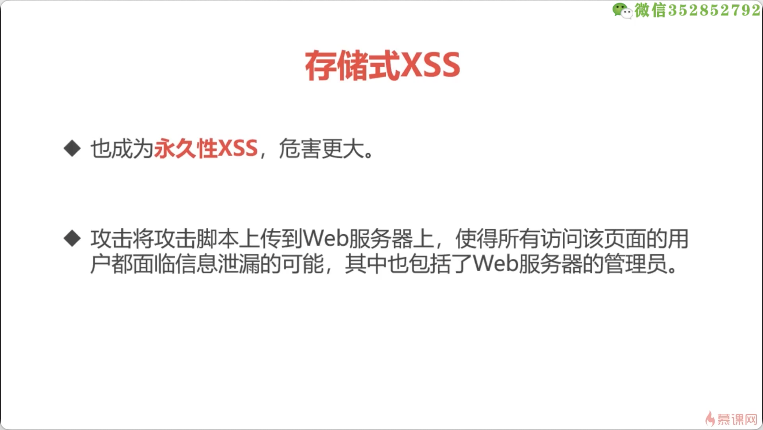 微信352852792
存储式XSS
◆ 也成为永久性XSS，危害更大。
◆ 攻击将攻击脚本上传到Web服务器上，使得所有访问该页面的用
户都面临信息泄漏的可能，其中也包括了Web服务器的管理员。
慕课网